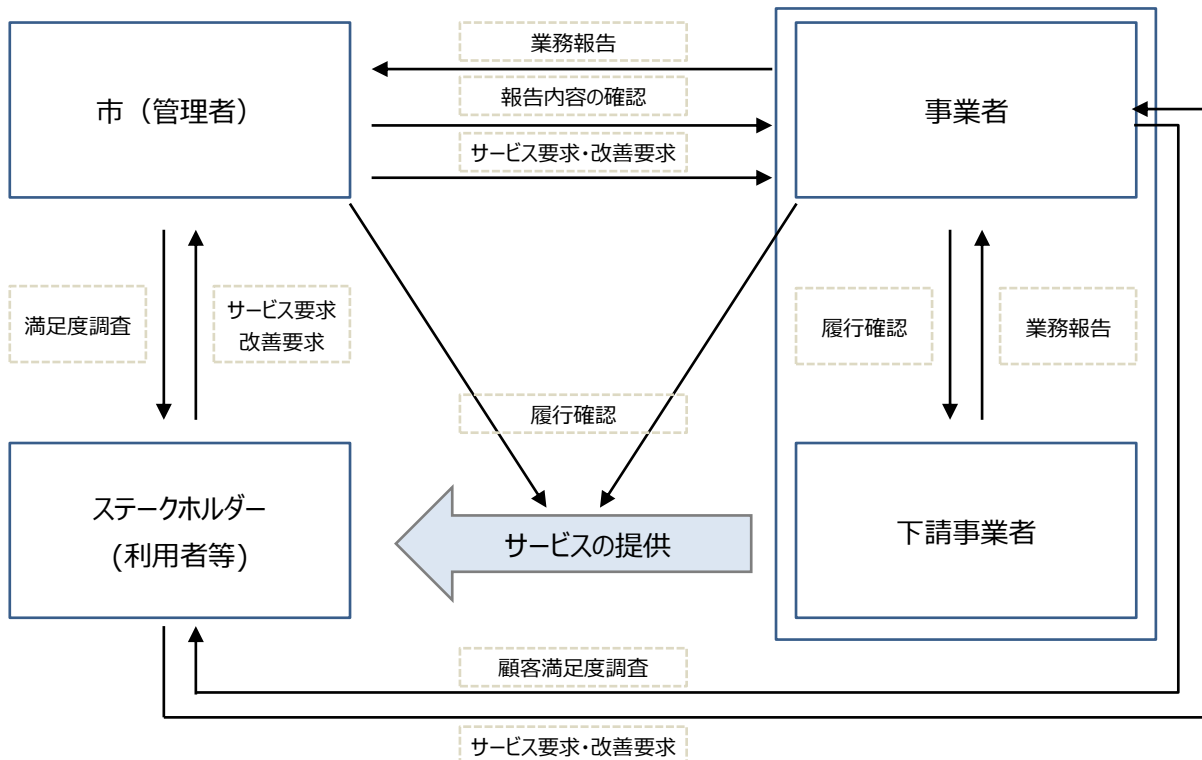 業務報告
市（管理者）
報告内容の確認
事業者
サービス要求・改善要求
満足度調査
サービス要求
改善要求
履行確認
業務報告
履行確認
ステークホルダー
(利用者等)
サービスの提供
下請事業者
顧客満足度調査
サービス要求・改善要求